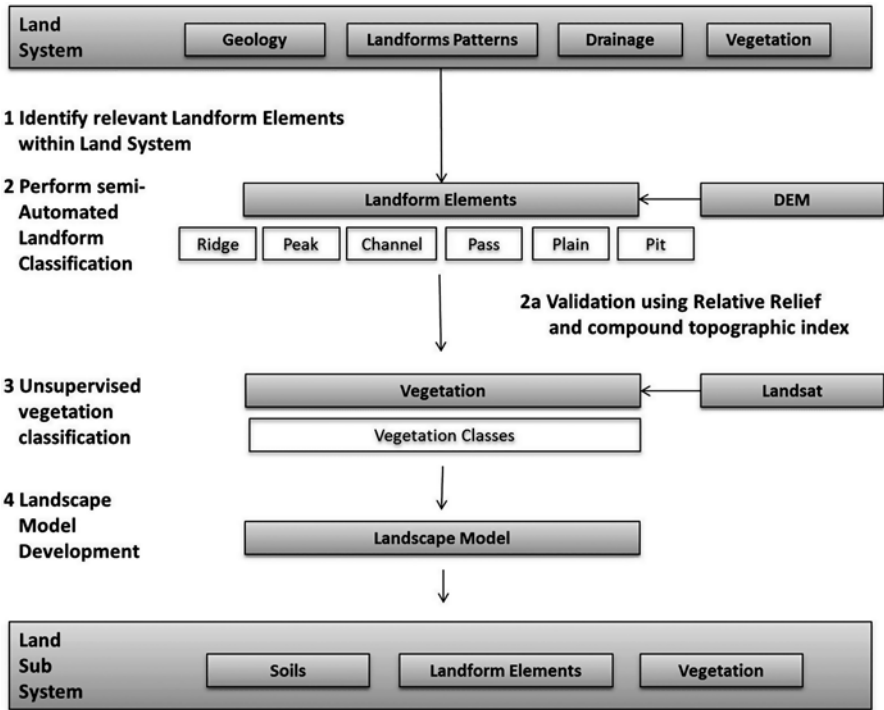 Land
System
Geology
Landforms Patterns
Drainage
Vegetation
1 Identify relevant Landform Elements
within Land System
2 Perform semi-
Automated
Landform
Classification
Landform Elements
DEM
Ridge
Peak
Channel
Pass
Plain
Pit
2a Validation using Relative Relief
and compound topographic index
3 Unsupervised
vegetation
classification
Vegetation
Landsat
Vegetation Classes
4 Landscape
Model
Development
Landscape Model
Land
Sub
System
Soils
Landform Elements
Vegetation